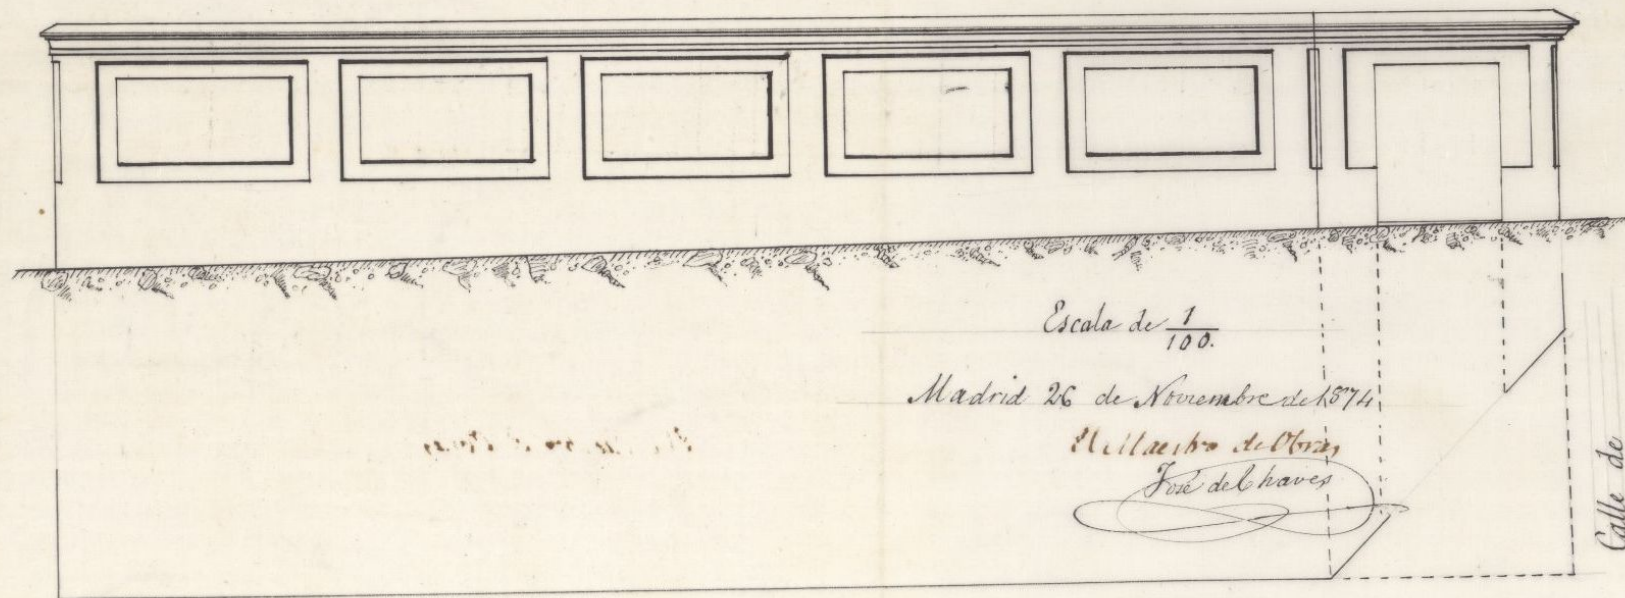 Escala de 1/100.
Madrid 26 de Noviembre de 1874
El Maestro de Obras
José de Chaves
Calle de